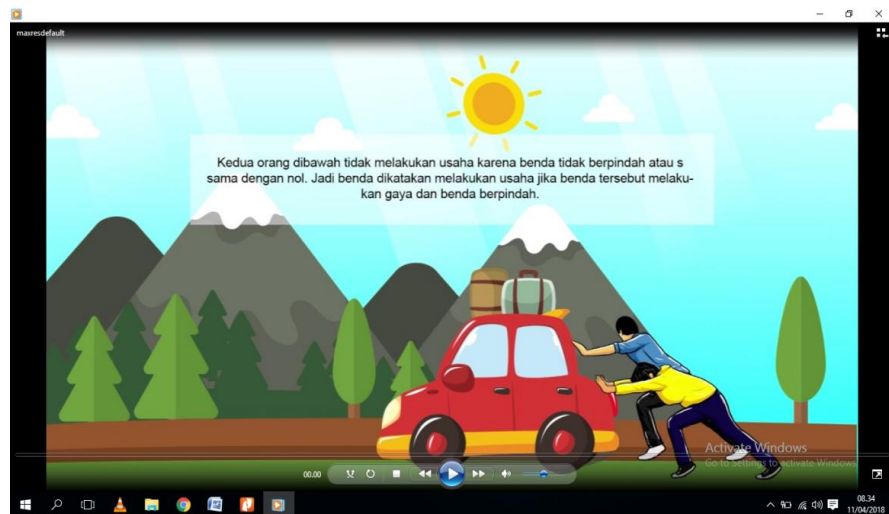 maxresdefault
Kedua orang dibawah tidak melakukan usaha karena benda tidak berpindah atau s
sama dengan nol. Jadi benda dikatakan melakukan usaha jika benda tersebut melaku-
kan gaya dan benda berpindah.
Activate Windows
Go to Settings to activate Windows.
00.00
08.34
11/04/2018